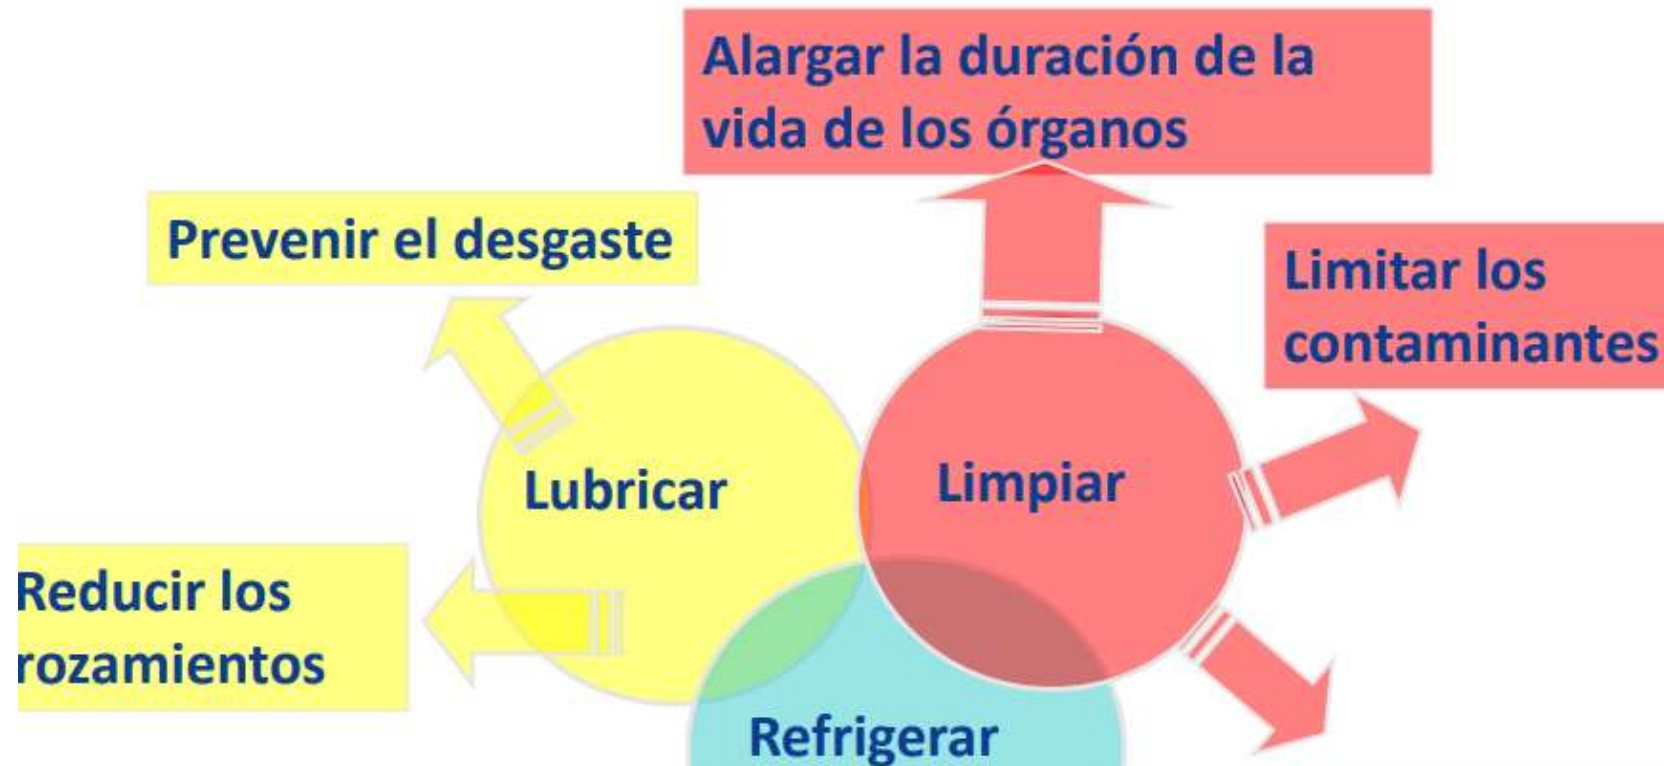 Alargar la duración de la
vida de los órganos
Prevenir el desgaste
Limitar los
contaminantes
Lubricar
Limpiar
Reducir los
rozamientos
Refrigerar